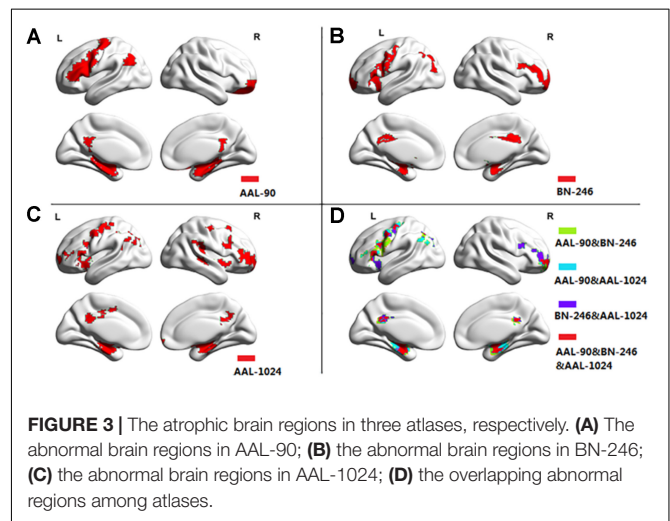 A
L
R
AAL-90
B
L
R
BN-246
C
L
R
AAL-1024
D
L
R
AAL-90&BN-246
AAL-90&AAL-1024
BN-246&AAL-1024
AAL-90&BN-246
&AAL-1024
FIGURE 3 | The atrophic brain regions in three atlases, respectively. (A) The
abnormal brain regions in AAL-90; (B) the abnormal brain regions in BN-246;
(C) the abnormal brain regions in AAL-1024; (D) the overlapping abnormal
regions among atlases.